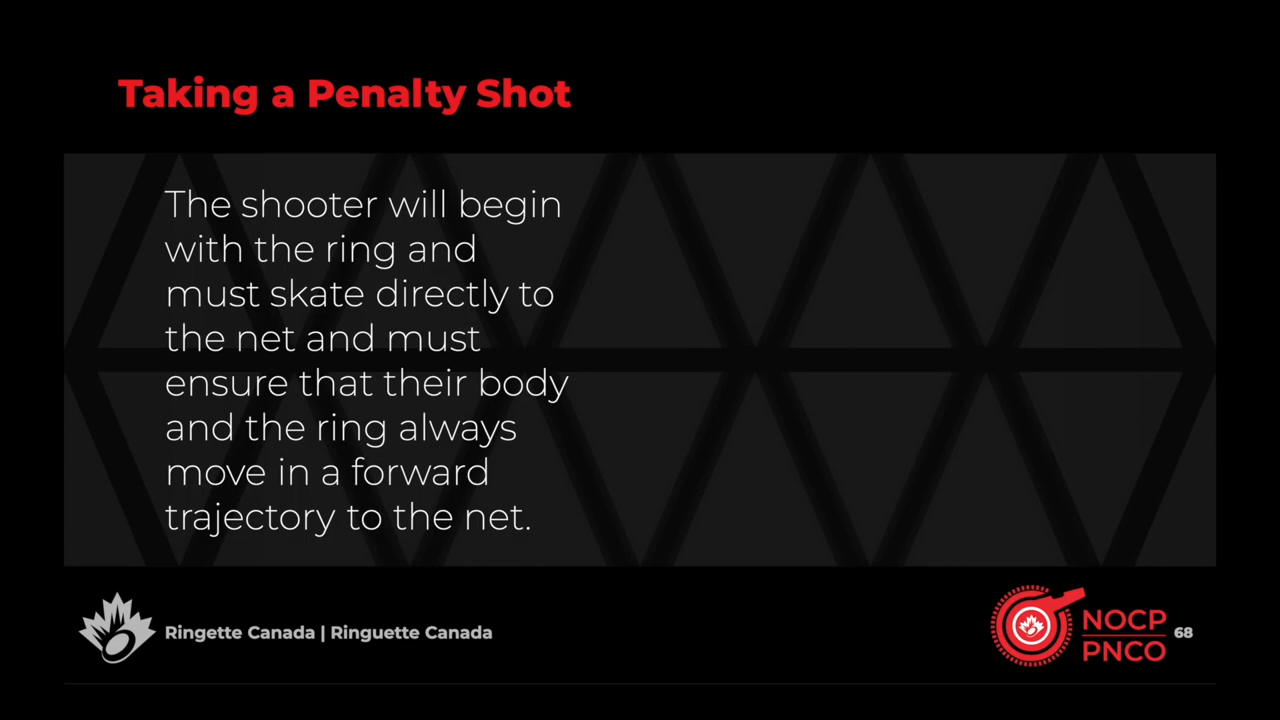 Taking a Penalty Shot
The shooter will begin
with the ring and
must skate directly to
the net and must
ensure that their body
and the ring always
move in a forward
trajectory to the net.
Ringette Canada | Ringuette Canada
NOCP
PNCO
68